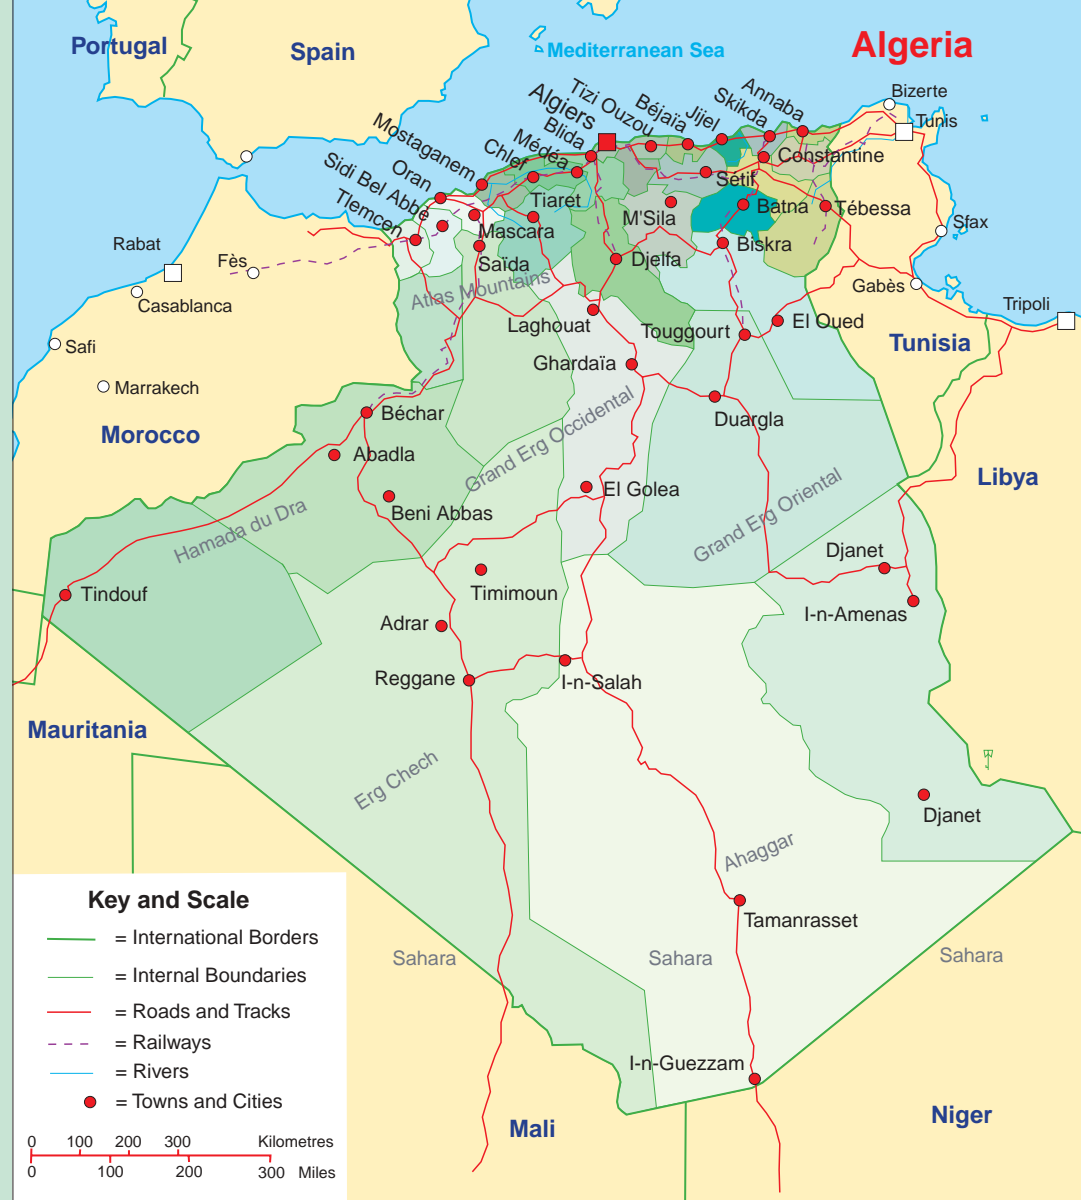 Algeria
Portugal
Spain
Mediterranean Sea
Bizerte
Tunis
Annaba
Skikda
Jijel
Béjaïa
Tizi Ouzou
Algiers
Blida
Médéa
Chlef
Mostaganem
Oran
Sidi Bel Abbe
Tlemcen
Constantine
Sétif
Tiaret
M'Sila
Batna
Tébessa
Mascara
Sfax
Rabat
Fès
Saïda
Djelfa
Biskra
Atlas Mountains
Gabès
Casablanca
Tripoli
Laghouat
Touggourt
El Oued
Tunisia
Safi
Ghardaïa
Marrakech
Béchar
Duargla
Morocco
Grand Erg Occidental
Abadla
Libya
El Golea
Beni Abbas
Grand Erg Oriental
Hamada du Dra
Djanet
Tindouf
Timimoun
I-n-Amenas
Adrar
Reggane
I-n-Salah
Mauritania
Erg Chech
Djanet
Ahaggar
Tamanrasset
Sahara
Sahara
Sahara
I-n-Guezzam
Mali
Niger
Key and Scale
= International Borders
= Internal Boundaries
= Roads and Tracks
= Railways
= Rivers
= Towns and Cities
0 100 200 300 Kilometres
0 100 200 300 Miles